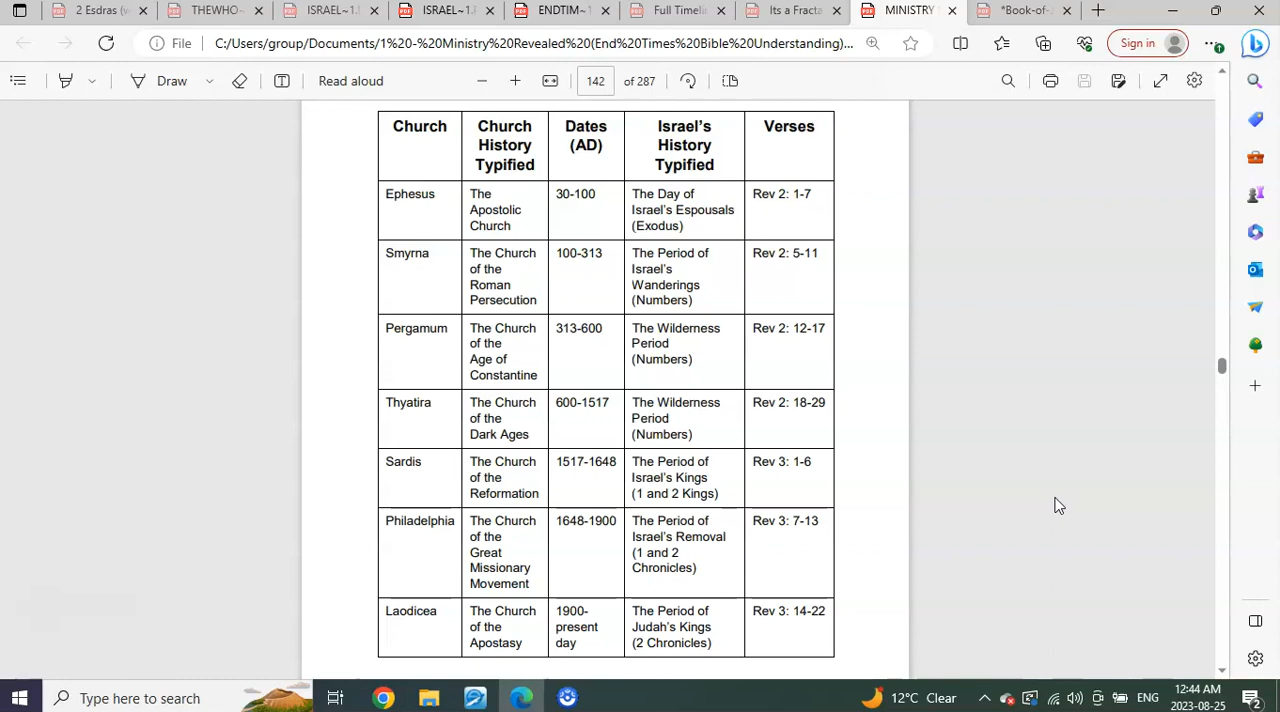 2 Esdras (v
THEWHO-
ISRAEL~1.I
ISRAEL~1.F
ENDTIM~1
Full Timeli
Its a Fracta
MINISTRY
*Book-of-
File
C:/Users/group/Documents/1%20-%20Ministry%20Revealed(End%20Times%20Bible%20Understanding)...
Sign in
Draw
Read aloud
142
of 287
Church
Church
History
Typified
Dates
(AD)
Israel's
History
Typified
Verses
Ephesus
The
Apostolic
Church
30-100
The Day of
Israel's Espousals
(Exodus)
Rev 2: 1-7
Smyrna
The Church
of the
Roman
Persecution
100-313
The Period of
Israel's
Wanderings
(Numbers)
Rev 2: 5-11
Pergamum
The Church
of the
Age of
Constantine
313-600
The Wilderness
Period
(Numbers)
Rev 2: 12-17
Thyatira
The Church
of the
Dark Ages
600-1517
The Wilderness
Period
(Numbers)
Rev 2: 18-29
Sardis
The Church
of the
Reformation
1517-1648
The Period of
Israel's Kings
(1 and 2 Kings)
Rev 3: 1-6
Philadelphia
The Church
of the
Great
Missionary
Movement
1648-1900
The Period of
Israel's Removal
(1 and 2
Chronicles)
Rev 3: 7-13
Laodicea
The Church
of the
Apostasy
1900-
present
day
The Period of
Judah's Kings
(2 Chronicles)
Rev 3: 14-22
Type here to search
12°C Clear
ENG
12:44 AM
2023-08-25
2